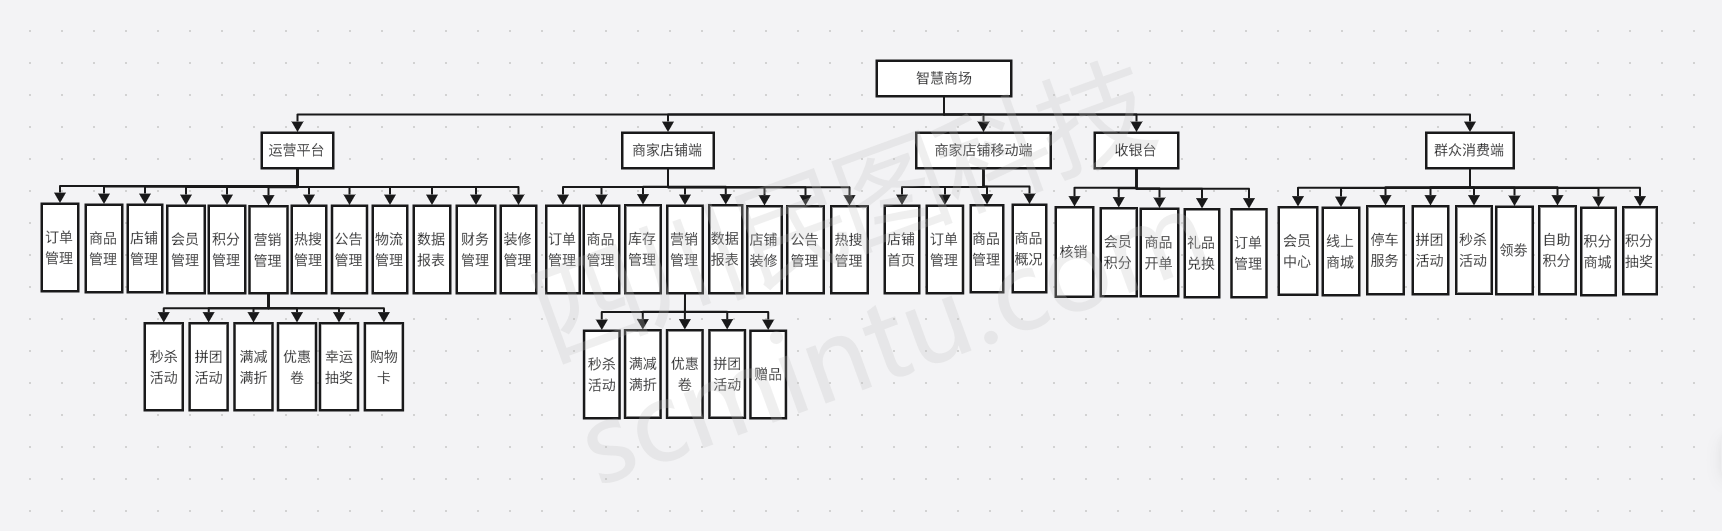 智慧商场
运营平台
商家店铺端
商家店铺移动端
收银台
群众消费端
订单
管理
商品
管理
店铺
管理
会员
管理
积分
管理
营销
管理
热搜
管理
公告
管理
物流
管理
数据
报表
财务
管理
装修
管理
订单
管理
商品
管理
库存
管理
营销
管理
数据
报表
店铺
装修
公告
管理
热搜
管理
店铺
首页
订单
管理
商品
管理
商品
概况
核销
会员
积分
商品
开单
礼品
兑换
订单
管理
会员
中心
线上
商城
停车
服务
拼团
活动
秒杀
活动
领券
自助
积分
积分
商城
积分
抽奖
秒杀
活动
拼团
活动
满减
满折
优惠
卷
幸运
抽奖
购物
卡
秒杀
活动
满减
满折
优惠
卷
拼团
活动
赠品
四川因图科技
scmintu.com